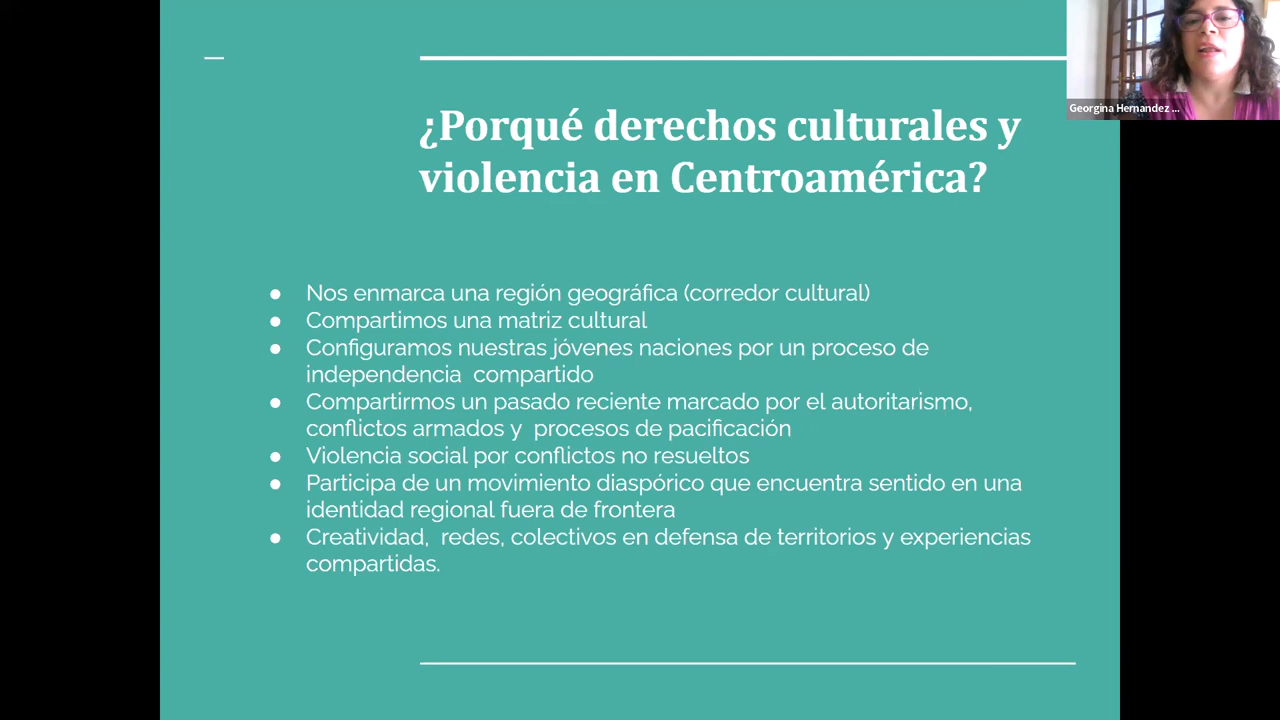 Georgina Hernandez ...
¿Porqué derechos culturales y
violencia en Centroamérica?
● Nos enmarca una región geográfica (corredor cultural)
● Compartimos una matriz cultural
● Configuramos nuestras jóvenes naciones por un proceso de
independencia compartido
● Compartirmos un pasado reciente marcado por el autoritarismo,
conflictos armados y procesos de pacificación
● Violencia social por conflictos no resueltos
● Participa de un movimiento diaspórico que encuentra sentido en una
identidad regional fuera de frontera
● Creatividad, redes, colectivos en defensa de territorios y experiencias
compartidas.